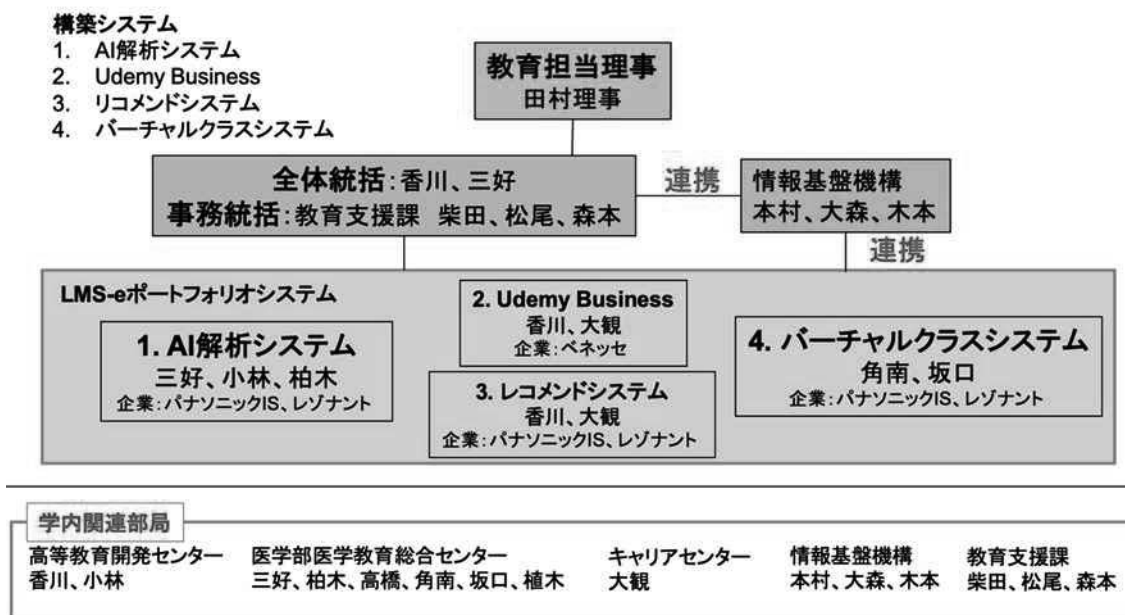 構築システム
1. AI解析システム
2. Udemy Business
3. リコメンドシステム
4. バーチャルクラスシステム
教育担当理事
田村理事
全体統括:香川、三好
事務統括:教育支援課 柴田、松尾、森本
連携
情報基盤機構
本村、大森、木本
連携
LMS-eポートフォリオシステム
1. AI解析システム
三好、小林、柏木
企業:パナソニックIS、レゾナント
2. Udemy Business
香川、大観
企業:ベネッセ
3. レコメンドシステム
香川、大観
企業:パナソニックIS、レゾナント
4. バーチャルクラスシステム
角南、坂口
企業:パナソニックIS、レゾナント
学内関連部局
高等教育開発センター
香川、小林
医学部医学教育総合センター
三好、柏木、高橋、角南、坂口、植木
キャリアセンター
大観
情報基盤機構
本村、大森、木本
教育支援課
柴田、松尾、森本